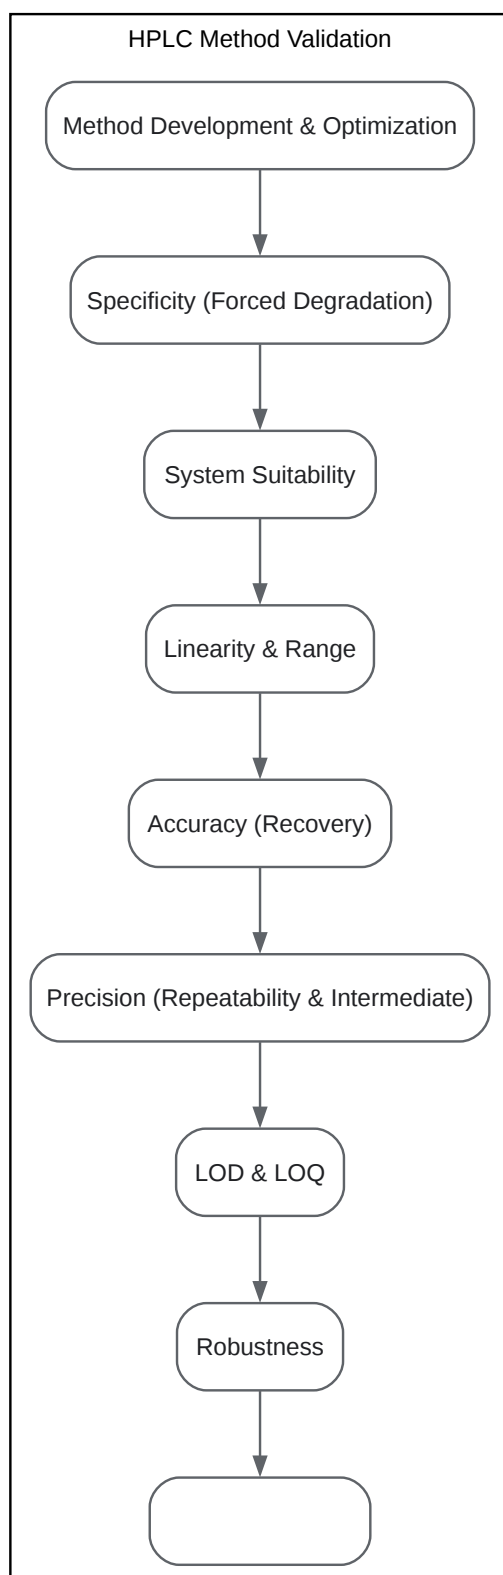 HPLC Method Validation
Method Development & Optimization
Specificity (Forced Degradation)
System Suitability
Linearity & Range
Accuracy (Recovery)
Precision (Repeatability & Intermediate)
LOD & LOQ
Robustness